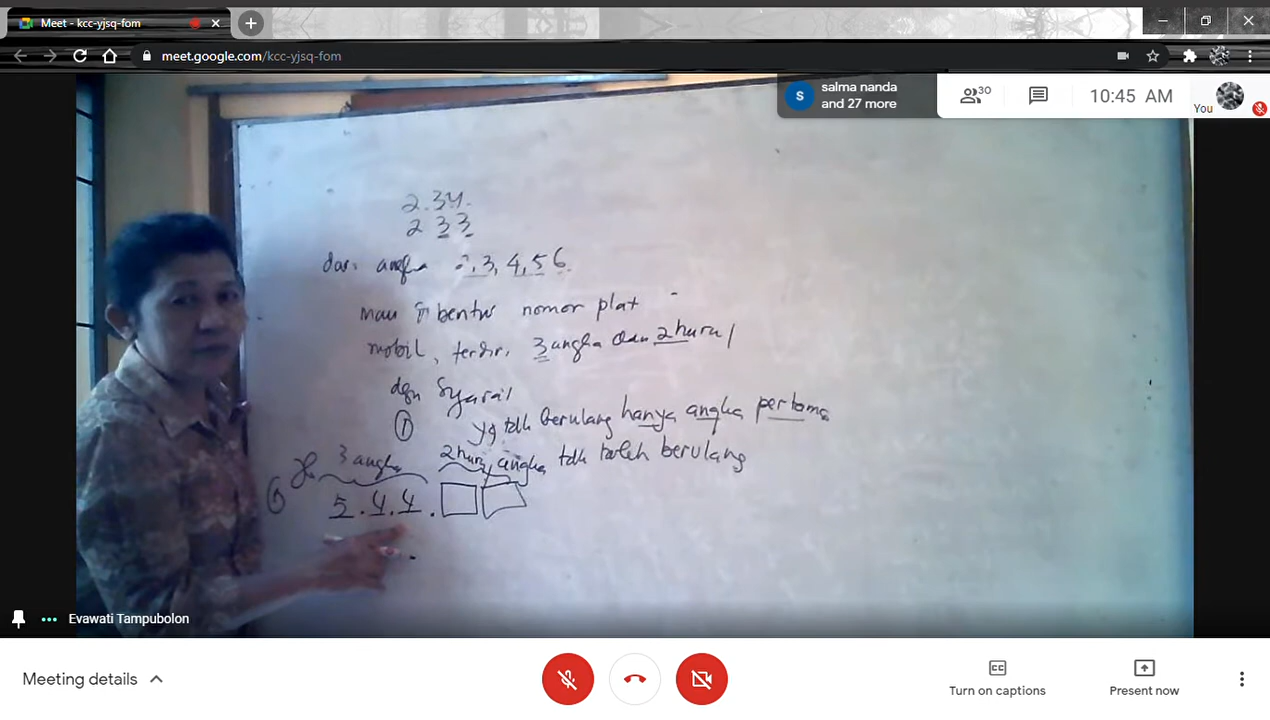 Meet - kcc-yjsq-fom
meet.google.com/kcc-yjsq-fom
S
salma nanda
and 27 more
30
10:45 AM
You
2.34.
2 3 3
dari angka 2,3,4,5 6
mau bentuk nomor plat
mobil, terdiri 3 angka dan 2 huruf
dgn Syarat
① yg tdk berulang hanya angka pertama
3 angka 2 huruf, angka tdk boleh berulang
5.4.4.
Evawati Tampubolon
Meeting details
Turn on captions
Present now